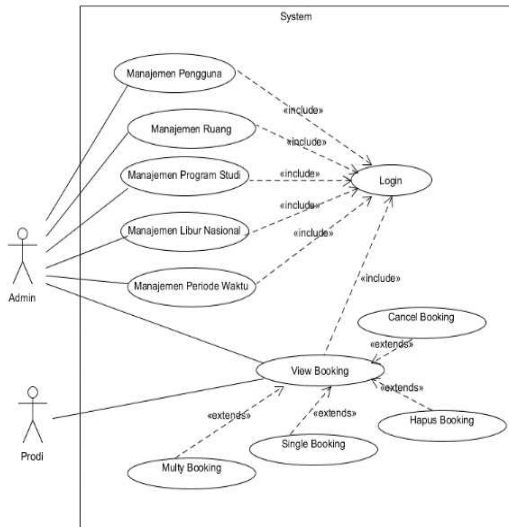 System
Manajemen Pengguna
«include»
Manajemen Ruang
«include»
Manajemen Program Studi
«include»
Login
«include»
Manajemen Libur Nasional
«include»
Admin
Manajemen Periode Waktu
«include»
Cancel Booking
«extends»
View Booking
«extends»
Prodi
«extends»
«extends»
Hapus Booking
Single Booking
Multy Booking